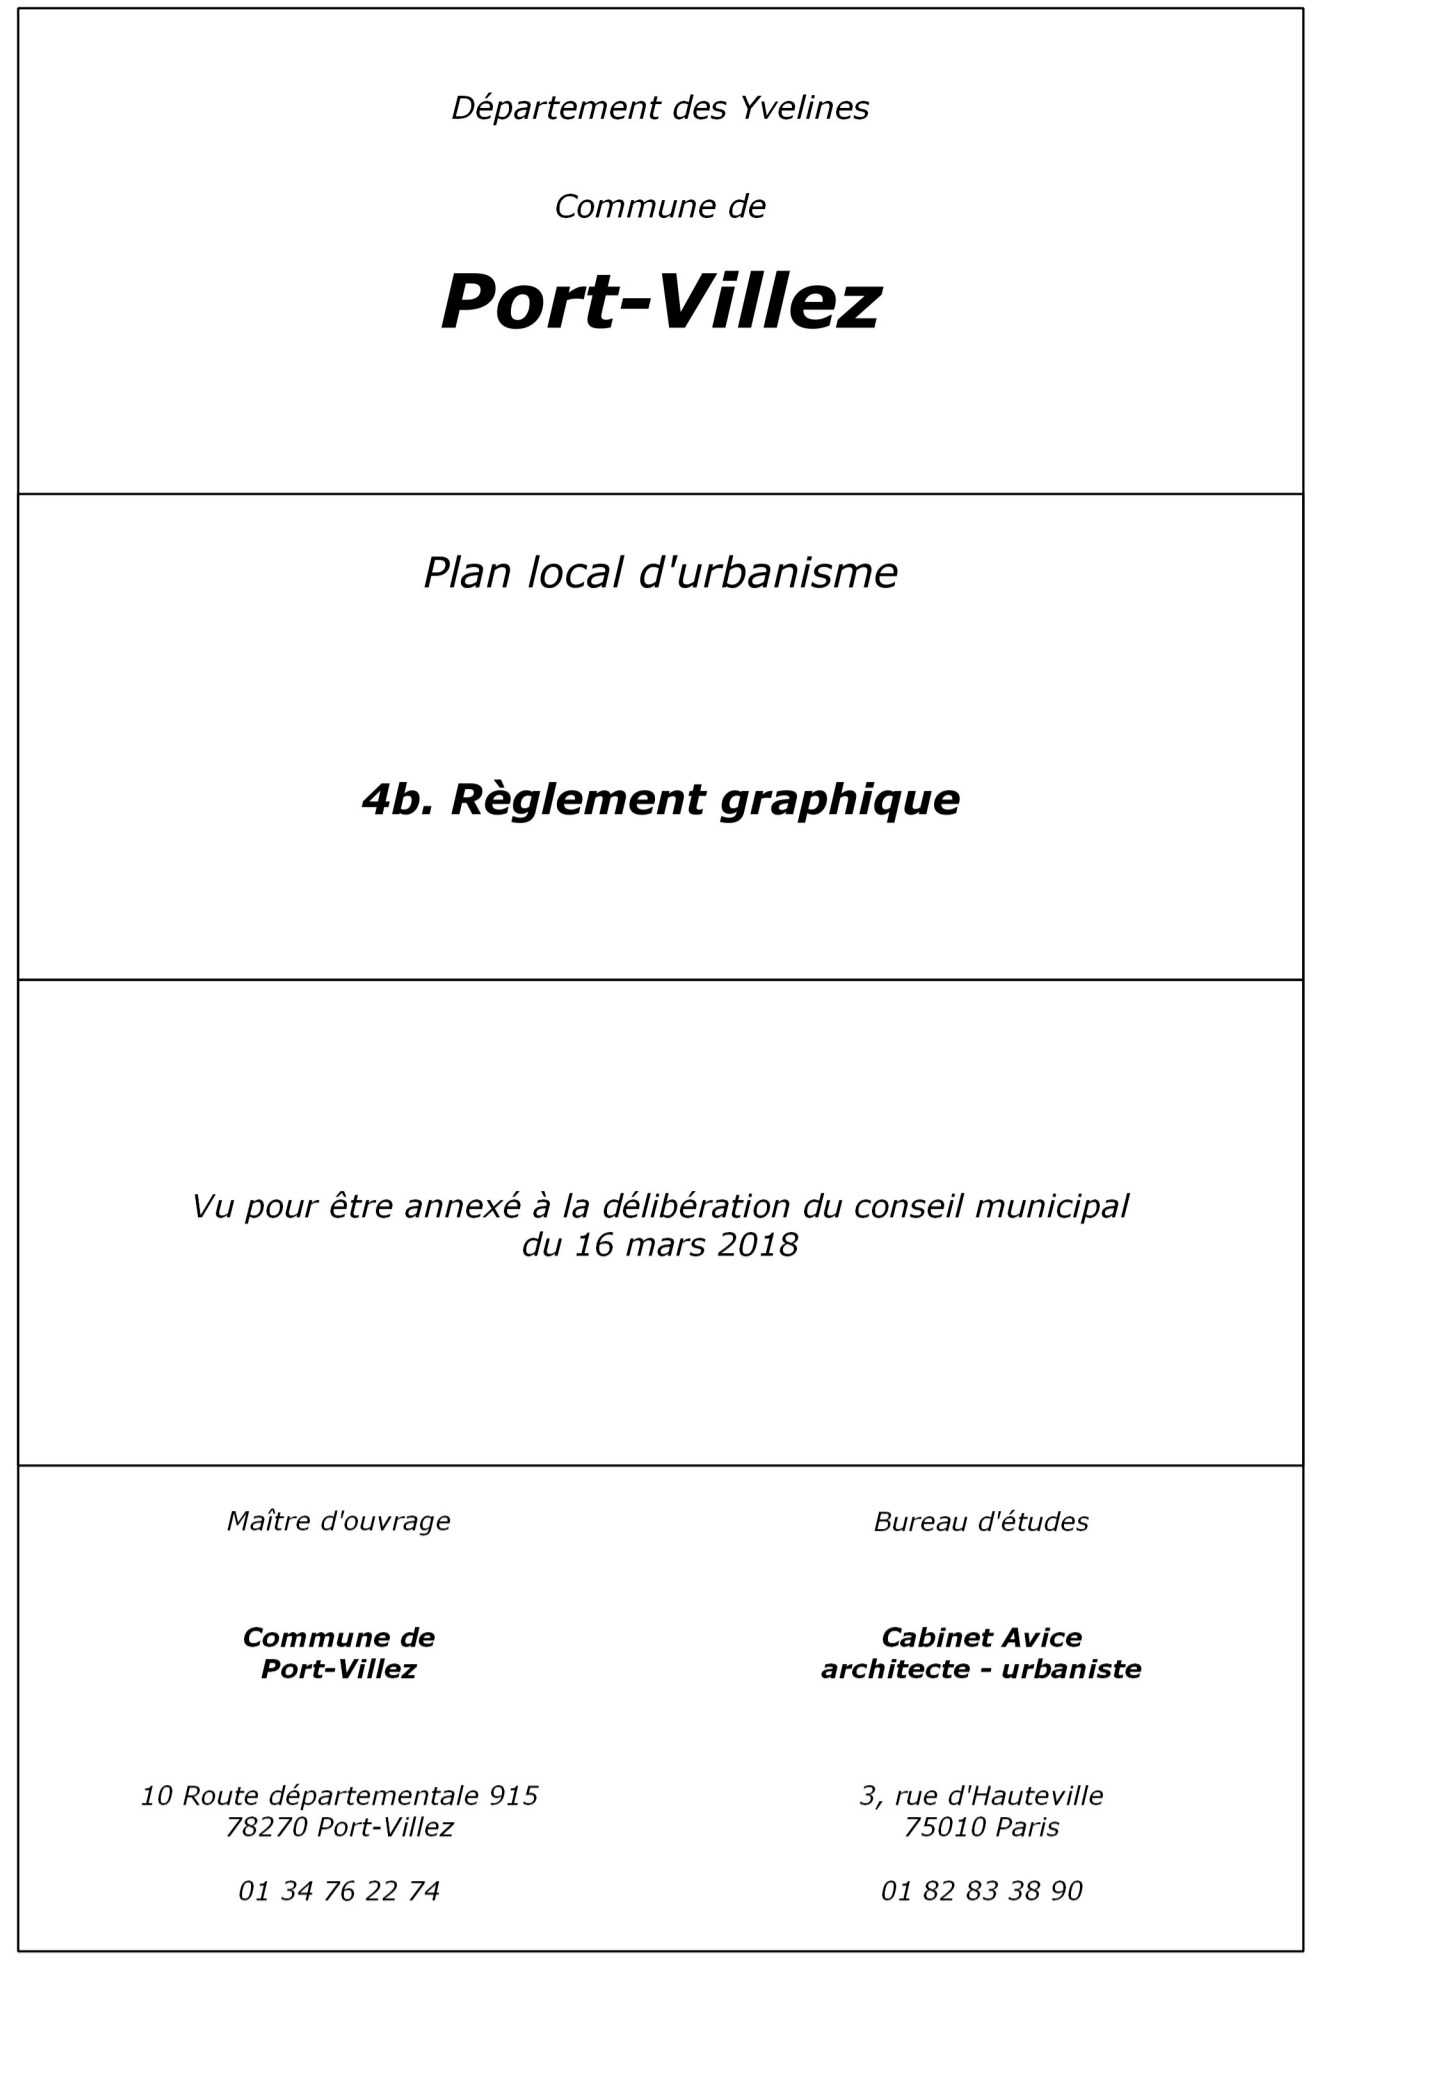 Département des Yvelines
Commune de
Port-Villez
Plan local d'urbanisme
4b. Règlement graphique
Vu pour être annexé à la délibération du conseil municipal
du 16 mars 2018
Maître d'ouvrage
Commune de
Port-Villez
10 Route départementale 915
78270 Port-Villez
01 34 76 22 74
Bureau d'études
Cabinet Avice
architecte - urbaniste
3, rue d'Hauteville
75010 Paris
01 82 83 38 90